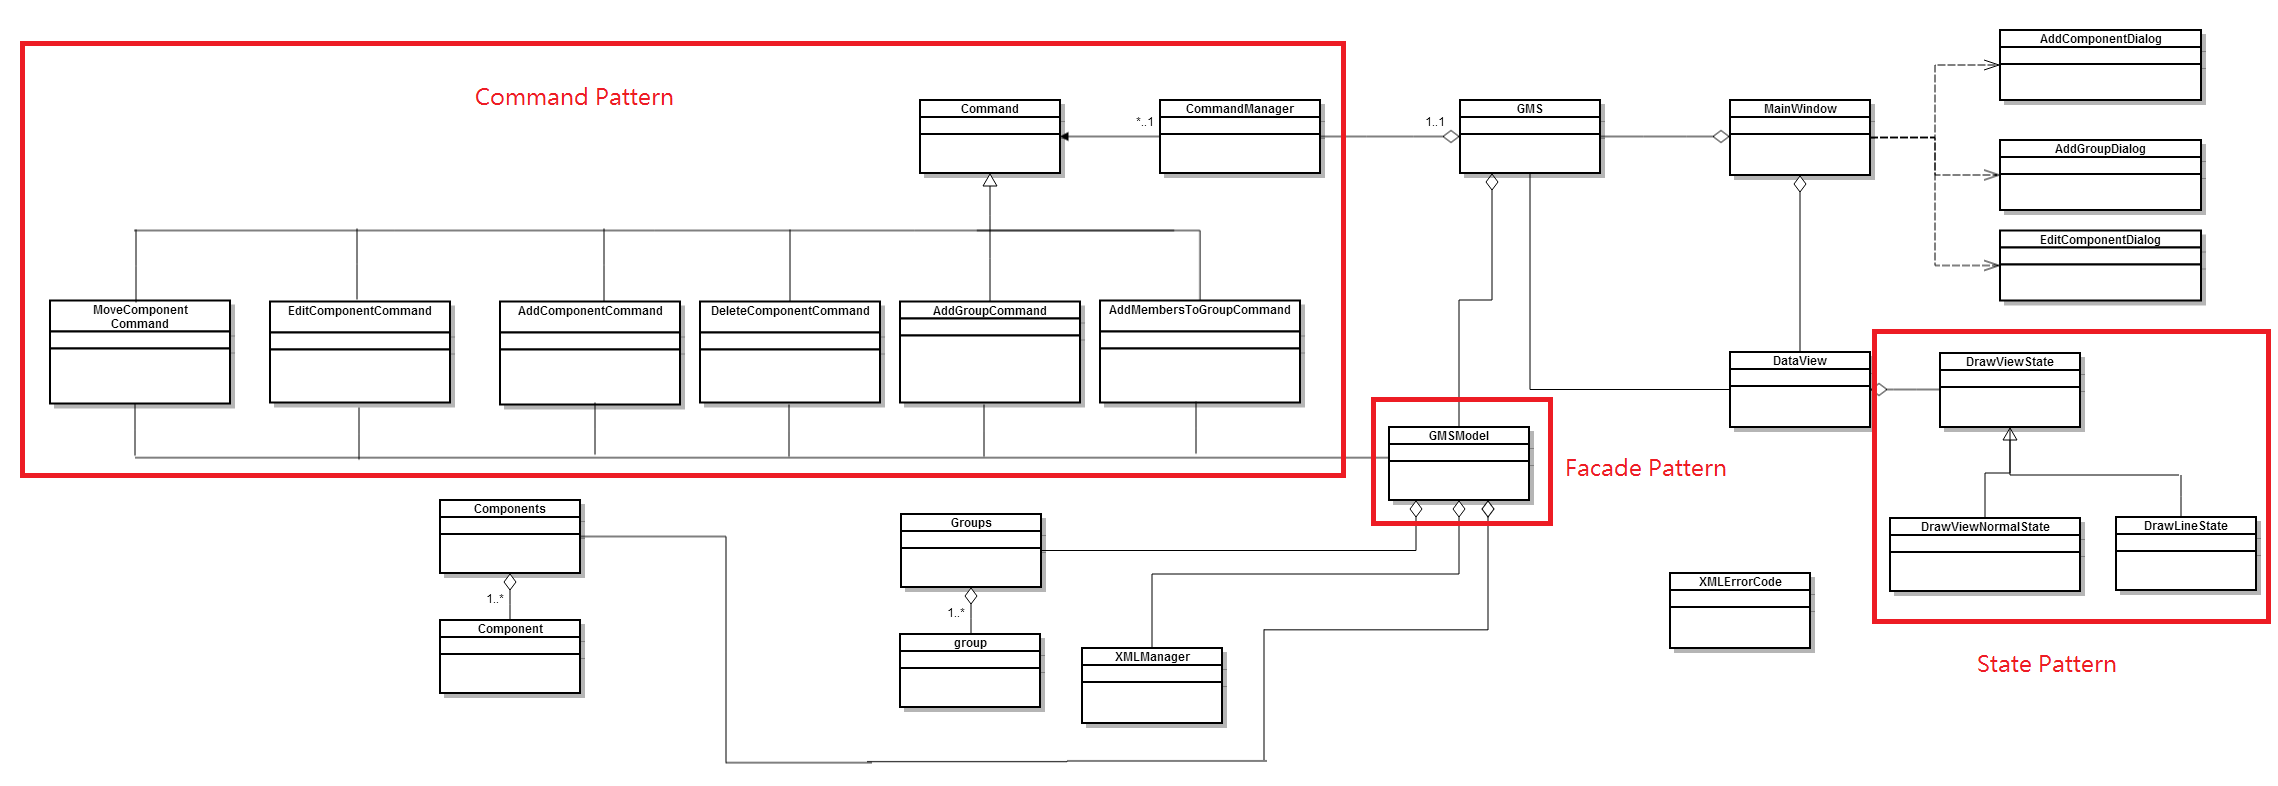 AddComponentDialog
Command Pattern
Command
CommandManager
GMS
MainWindow
*..1
1..1
AddGroupDialog
EditComponentDialog
MoveComponent
Command
EditComponentCommand
AddComponentCommand
DeleteComponentCommand
AddGroupCommand
AddMembersToGroupCommand
DataView
DrawViewState
GMSModel
Facade Pattern
Components
Groups
DrawViewNormalState
DrawLineState
1..*
1..*
XMLErrorCode
Component
group
XMLManager
State Pattern